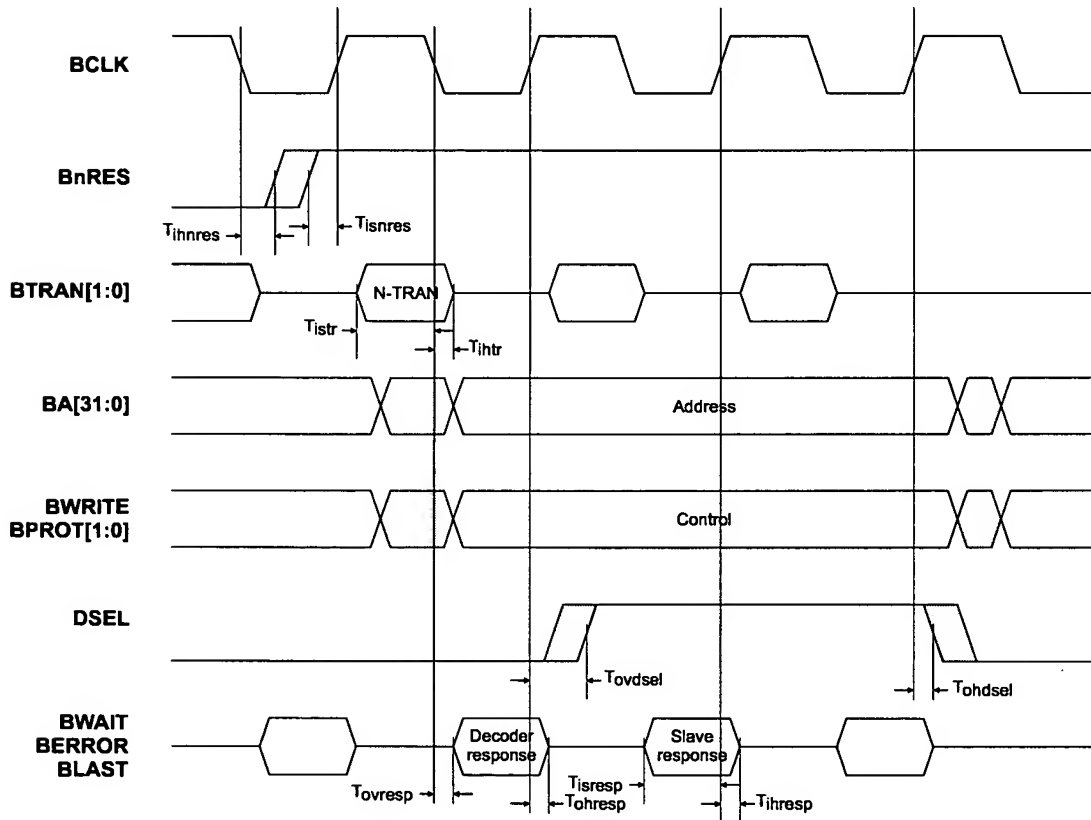 BCLK
BnRES
Tihnres
Tisnres
BTRAN[1:0]
N-TRAN
Tistr
Tihtr
BA[31:0]
Address
BWRITE
BPROT[1:0]
Control
DSEL
Tovdsel
Tohdsel
BWAIT
BERROR
BLAST
Decoder
response
Slave
response
Tovresp
Tohresp
Tisresp
Tihresp